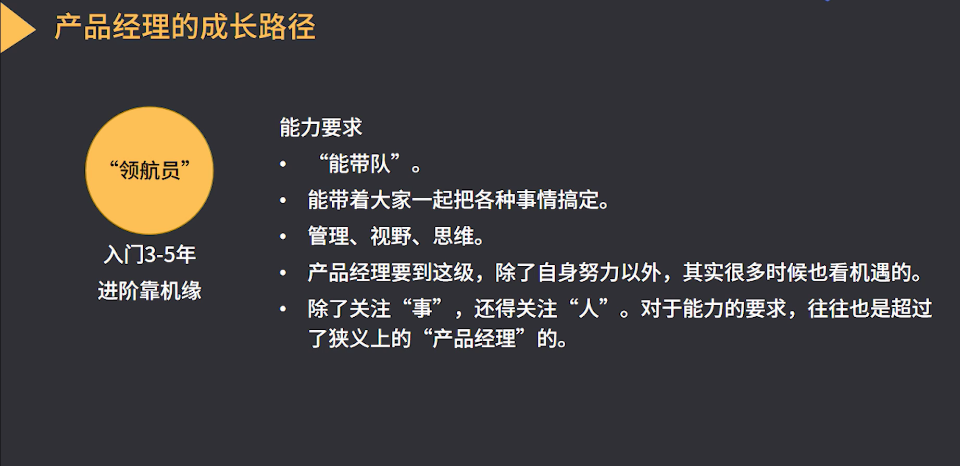 产品经理的成长路径
“领航员”
入门3-5年
进阶靠机缘
能力要求
• “能带队”。
• 能带着大家一起把各种事情搞定。
• 管理、视野、思维。
• 产品经理要到这级，除了自身努力以外，其实很多时候也看机遇的。
• 除了关注“事”，还得关注“人”。对于能力的要求，往往也是超过
了狭义上的“产品经理”的。